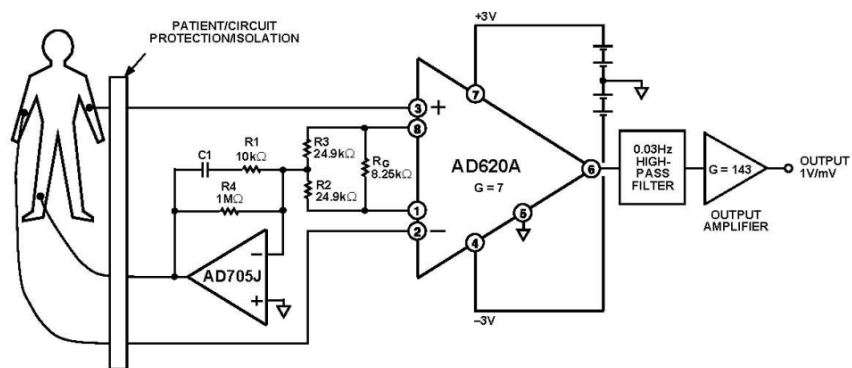 PATIENT/CIRCUIT
PROTECTION/ISOLATION
+3V
7
3
+
8
C1
R1
10kΩ
R3
24.9kΩ
RG
8.25kΩ
R4
1MΩ
R2
24.9kΩ
AD620A
G = 7
6
0.03Hz
HIGH-
PASS
FILTER
G = 143
OUTPUT
1V/mV
OUTPUT
AMPLIFIER
1
2
–
5
4
–
AD705J
+
–3V